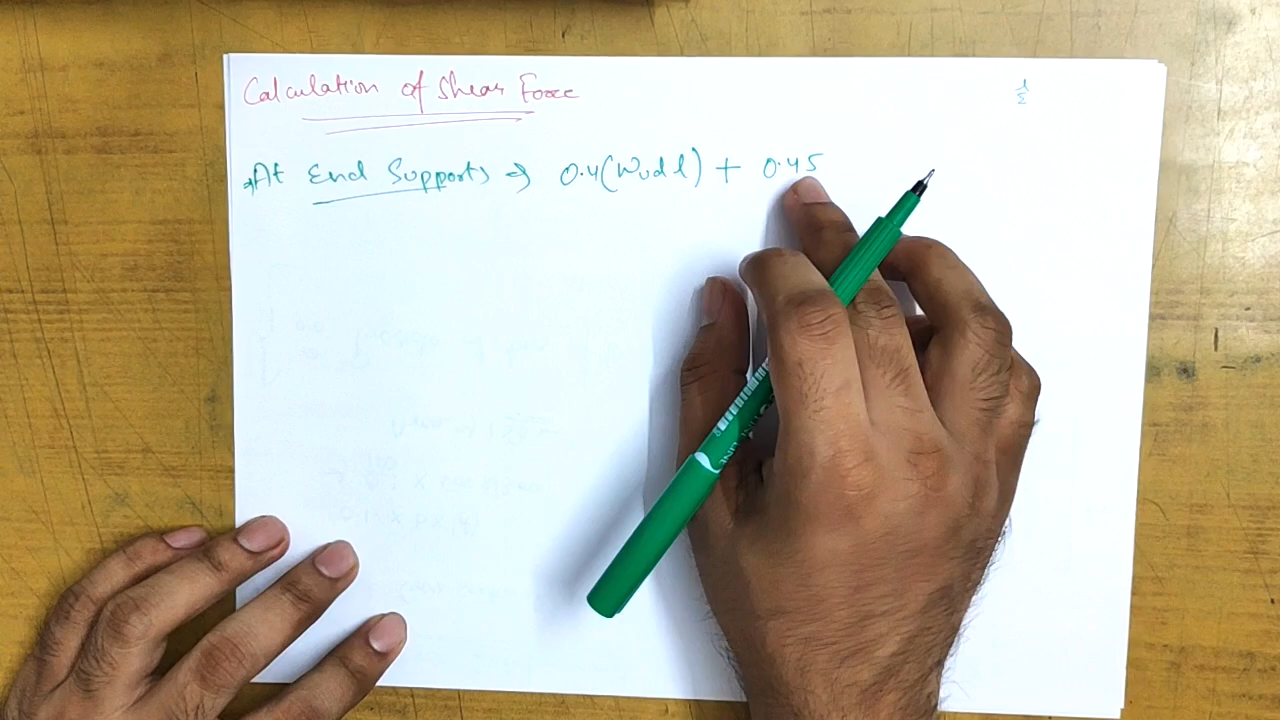 Calculation of Shear Force
At End Supports ⇒ 0.4(Wudl) + 0.45